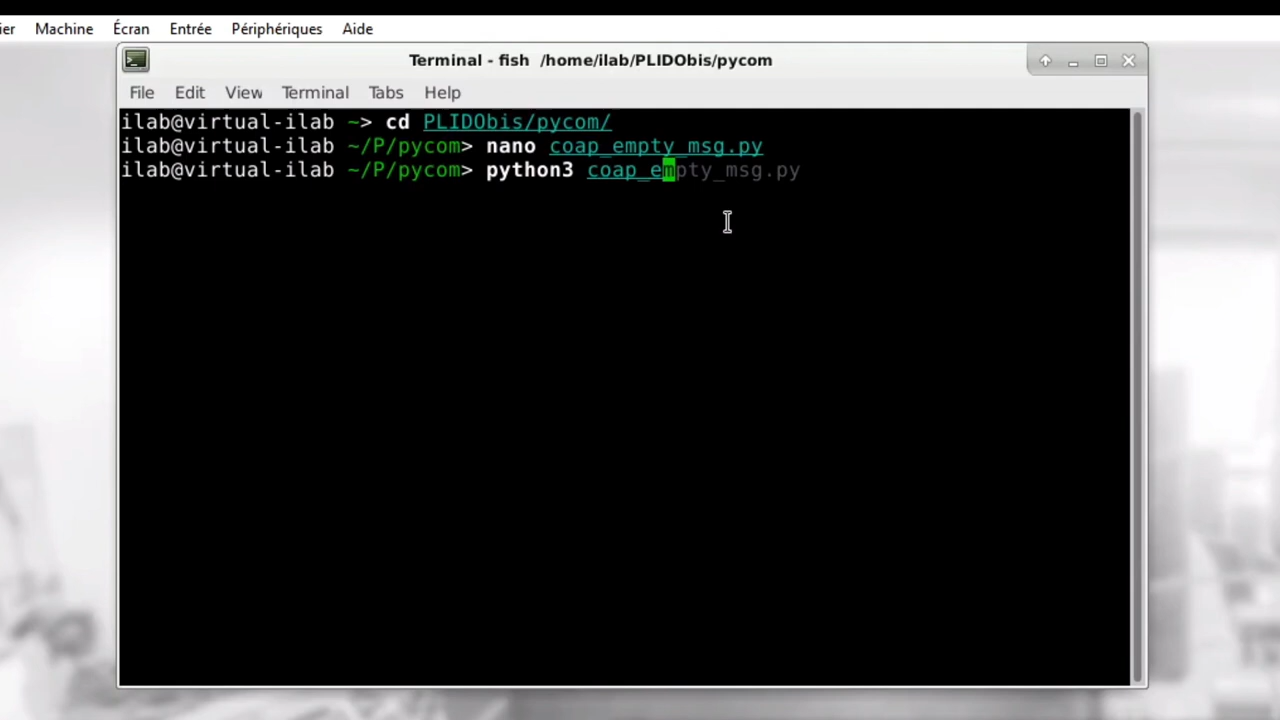 ier Machine Écran Entrée Périphériques Aide
Terminal - fish /home/ilab/PLIDObis/pycom
File Edit View Terminal Tabs Help
ilab@virtual-ilab ~> cd PLIDObis/pycom/
ilab@virtual-ilab ~/P/pycom> nano coap_empty_msg.py
ilab@virtual-ilab ~/P/pycom> python3 coap_empty_msg.py